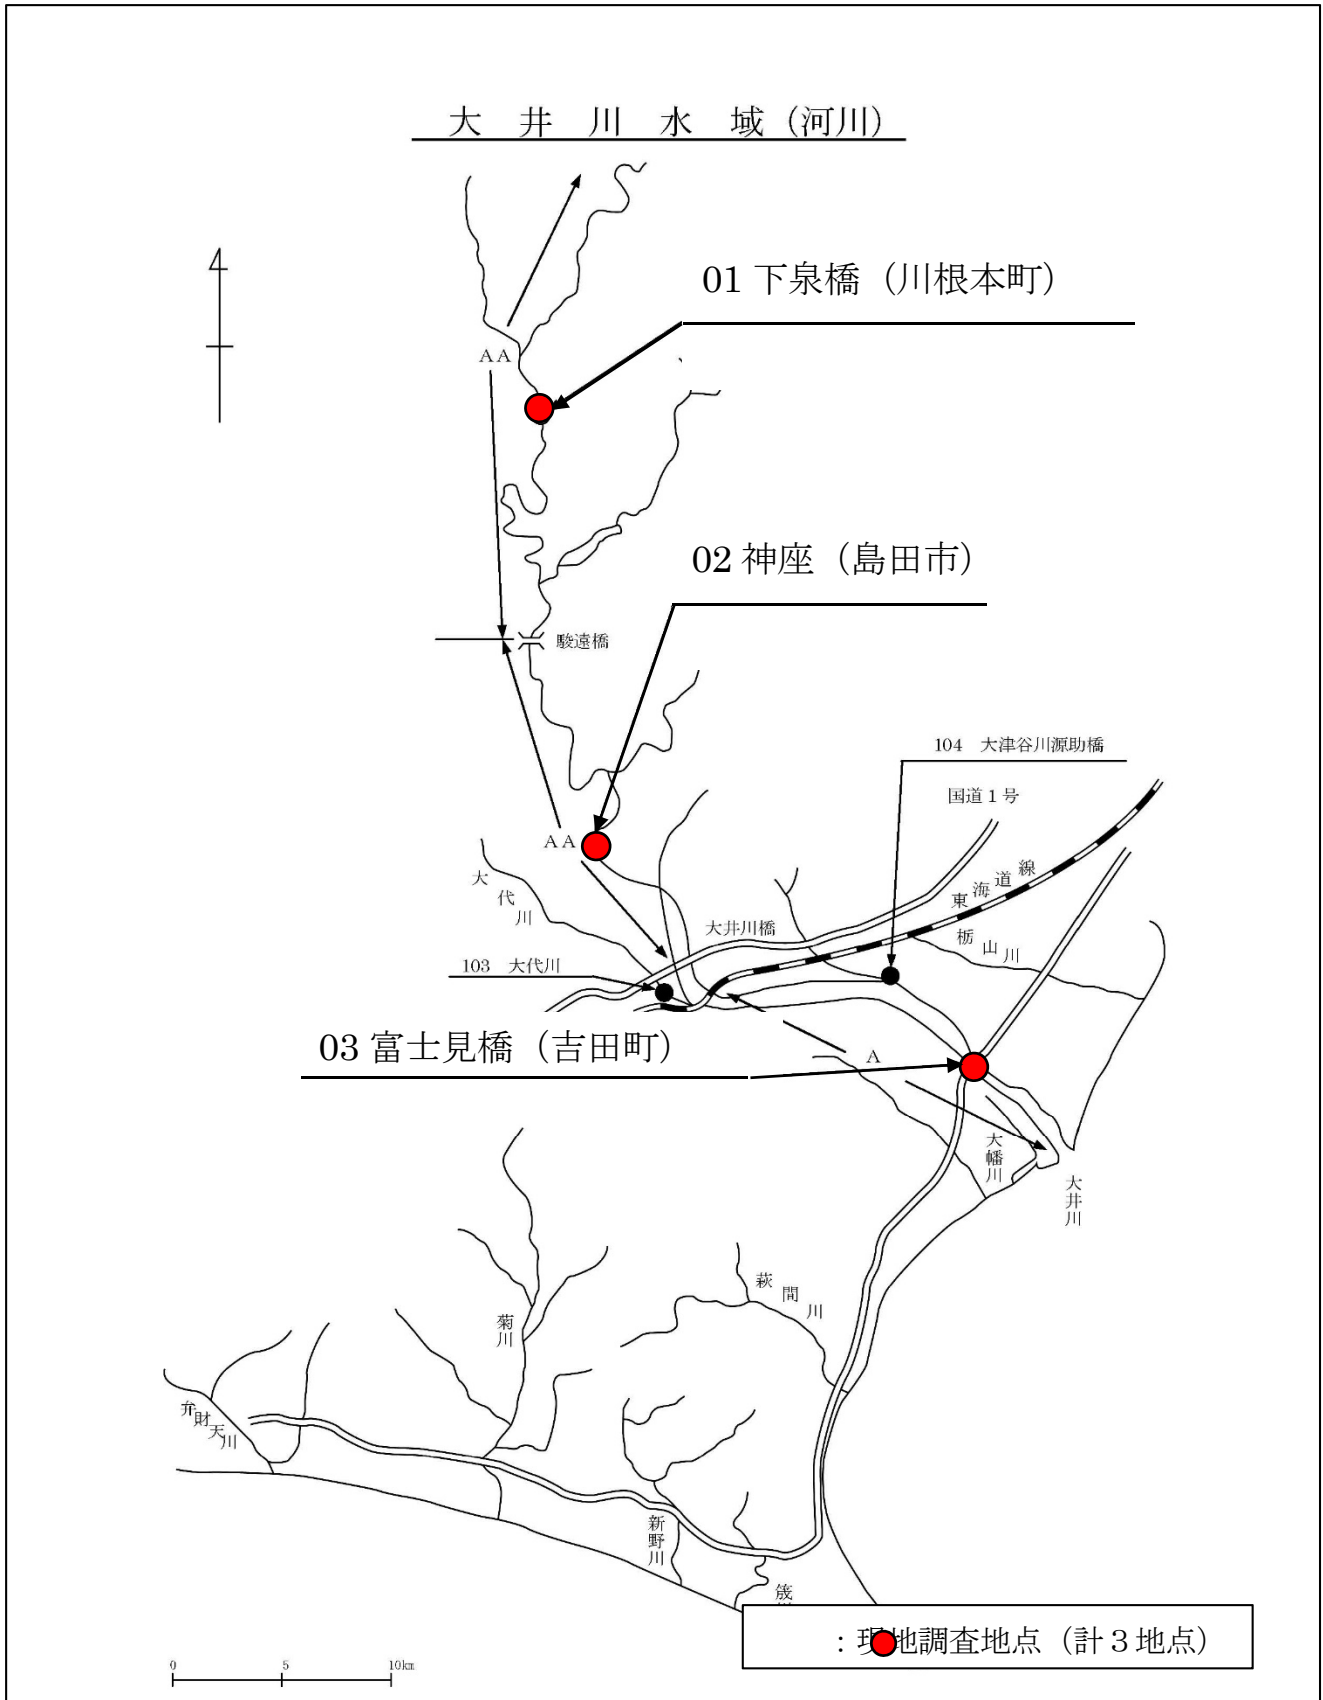 大井川水域(河川)
01 下泉橋（川根本町）
AA
02 神座（島田市）
駿遠橋
104 大津谷川源助橋
国道1号
AA
大代川
東海道線
大井川橋
栃山川
103 大代川
03 富士見橋（吉田町）
A
大幡川
大井川
萩間川
菊川
弁財天川
新野川
筬
：現地調査地点（計３地点）
0 5 10km